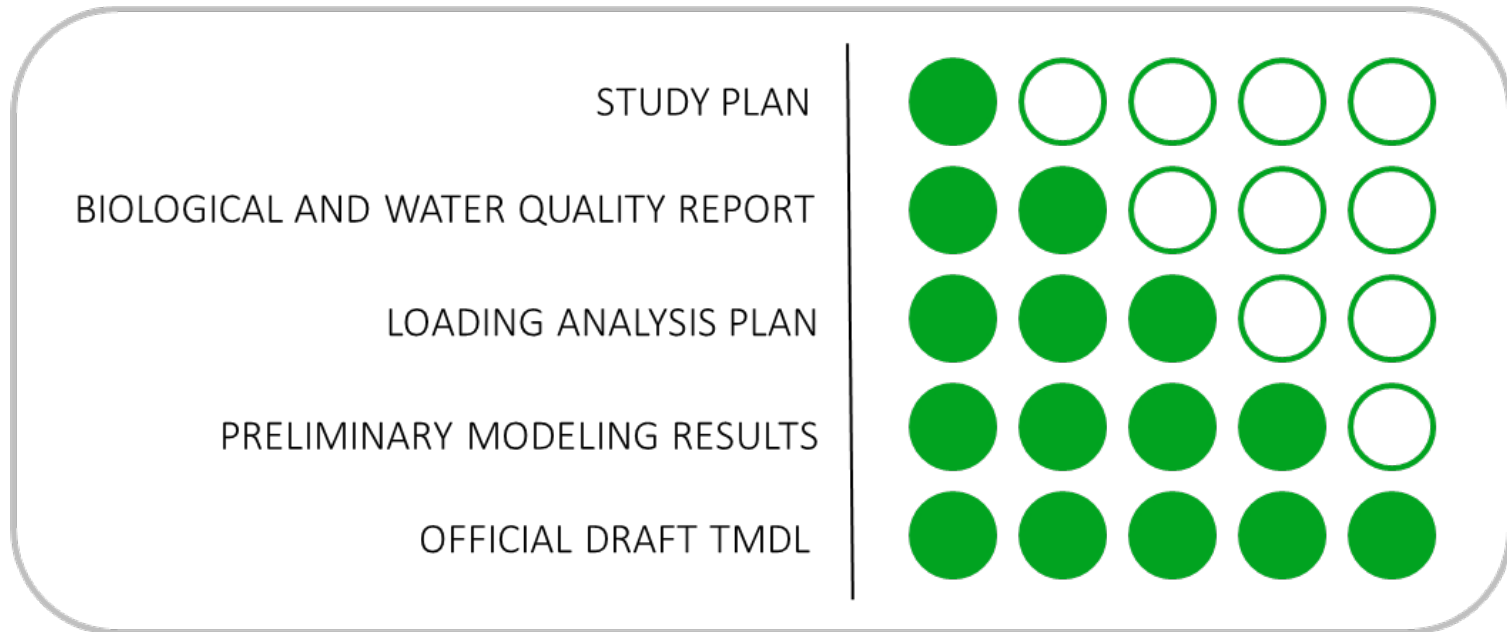 STUDY PLAN
BIOLOGICAL AND WATER QUALITY REPORT
LOADING ANALYSIS PLAN
PRELIMINARY MODELING RESULTS
OFFICIAL DRAFT TMDL